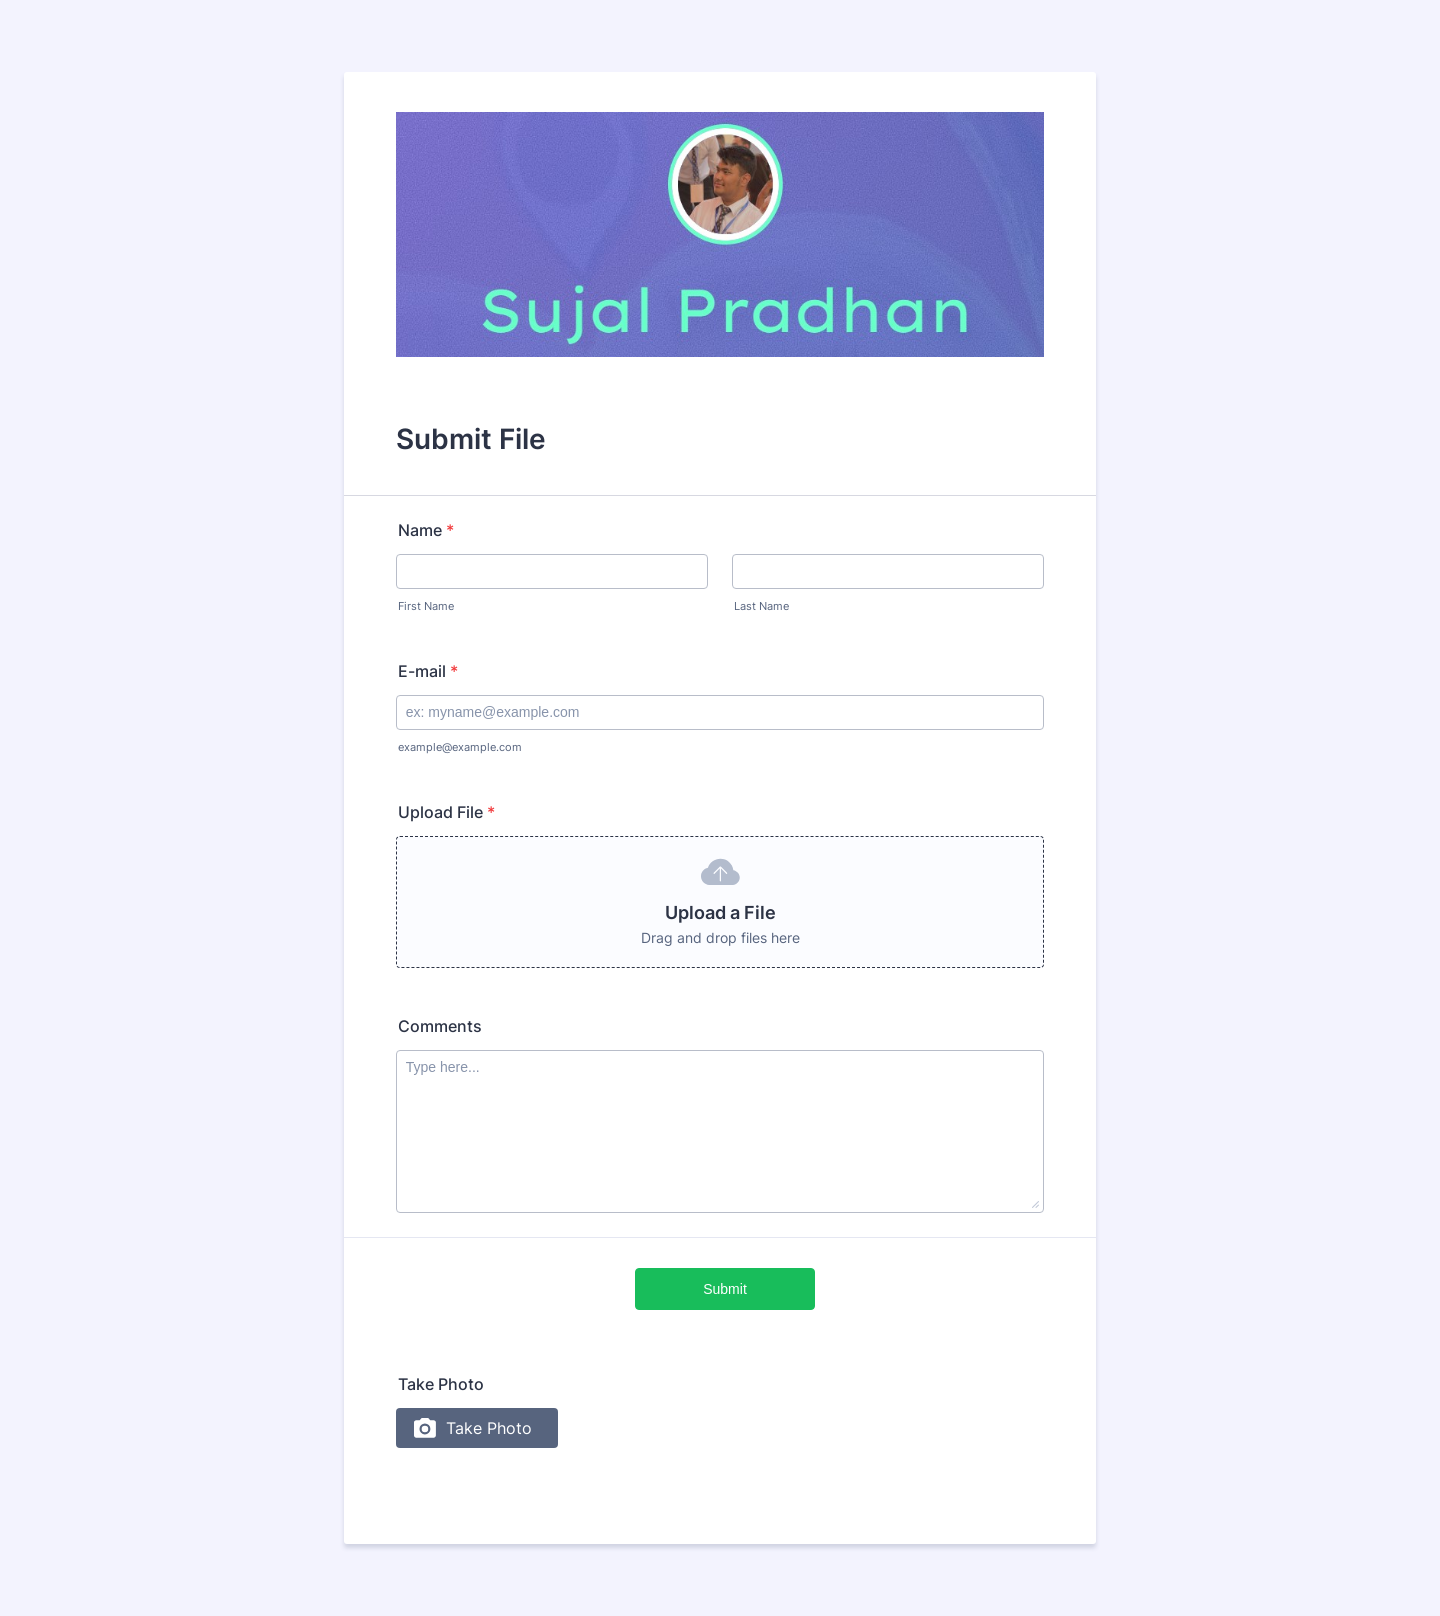 Sujal Pradhan
Submit File
Name *
First Name
Last Name
E-mail *
ex: myname@example.com
example@example.com
Upload File *
Upload a File
Drag and drop files here
Comments
Type here...
Submit
Take Photo
Take Photo